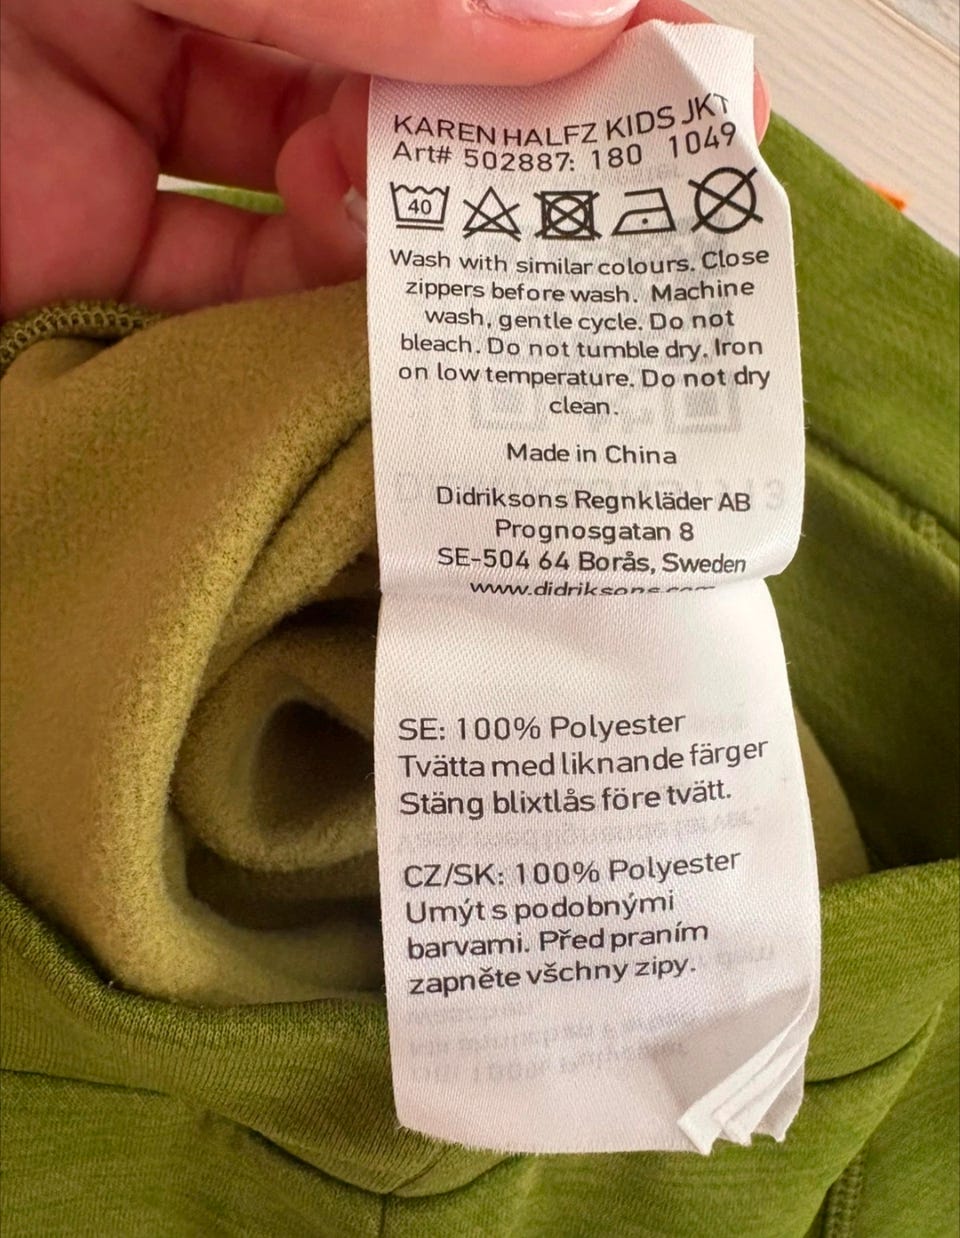 KAREN HALFZ KIDS JKT
Art# 502887: 180 1049
40
Wash with similar colours. Close
zippers before wash. Machine
wash, gentle cycle. Do not
bleach. Do not tumble dry. Iron
on low temperature. Do not dry
clean.
Made in China
Didriksons Regnkläder AB
Prognosgatan 8
SE-504 64 Borås, Sweden
www.didriksons.com
SE: 100% Polyester
Tvätta med liknande färger
Stäng blixtlås före tvätt.
CZ/SK: 100% Polyester
Umýt s podobnými
barvami. Před praním
zapněte všchny zipy.